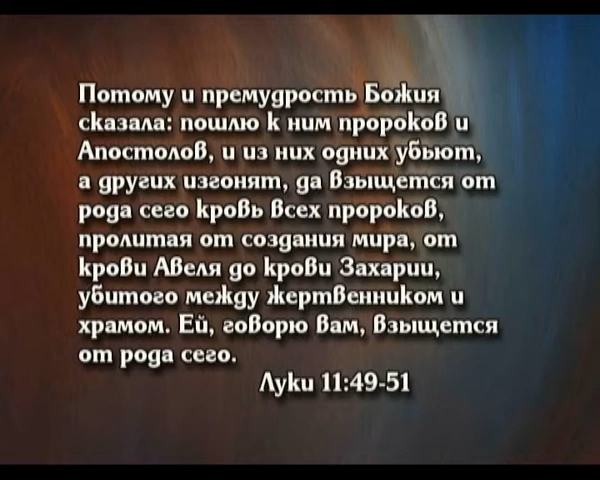 Потому и премудрость Божия
сказала: пошлю к ним пророков и
Апостолов, и из них одних убьют,
а других изгонят, да взыщется от
рода сего кровь всех пророков,
пролитая от создания мира, от
крови Авеля до крови Захарии,
убитого между жертвенником и
храмом. Ей, говорю вам, взыщется
от рода сего.
Луки 11:49-51